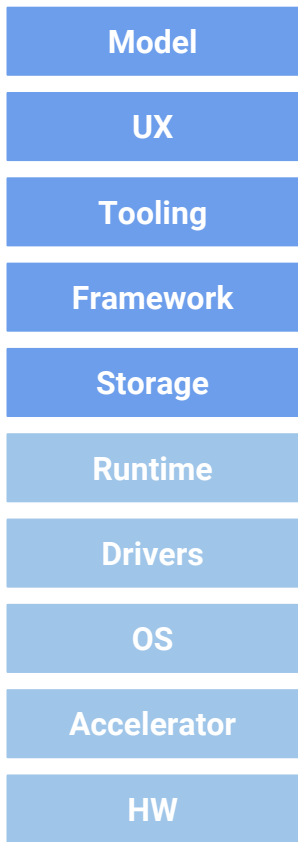 Model
UX
Tooling
Framework
Storage
Runtime
Drivers
OS
Accelerator
HW